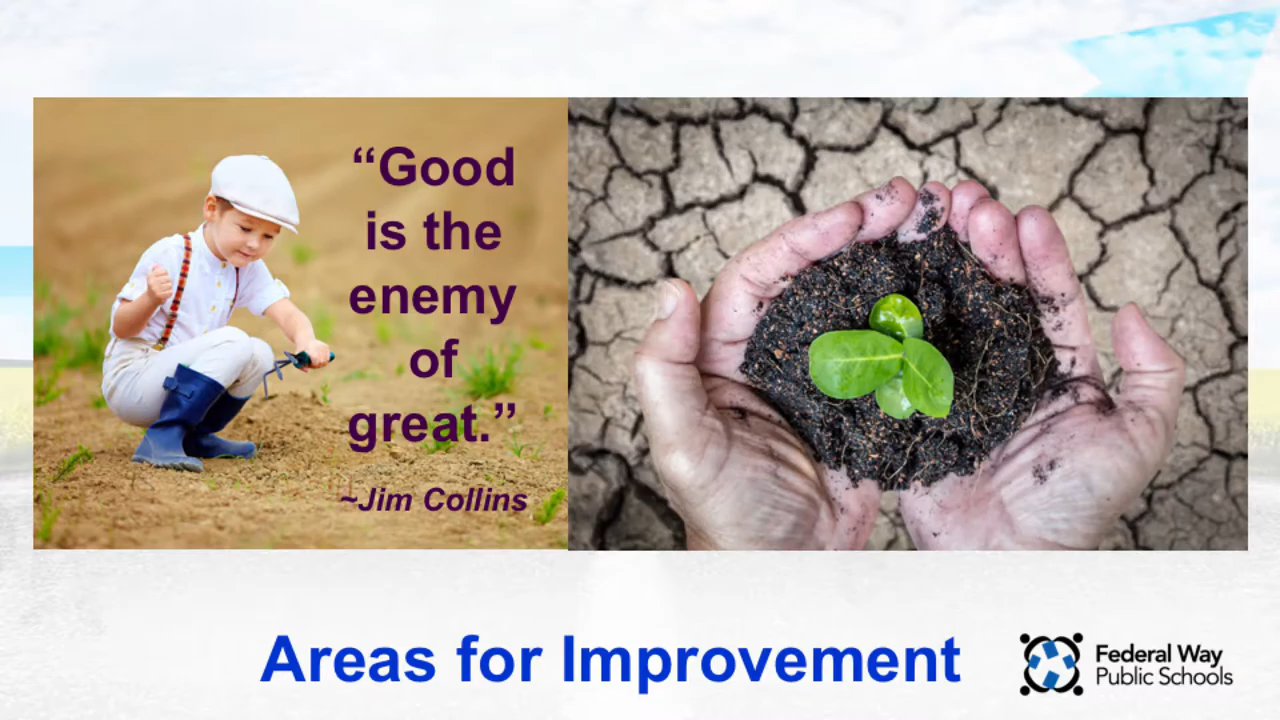 “Good
is the
enemy
of
great.”
~Jim Collins
Areas for Improvement
Federal Way
Public Schools